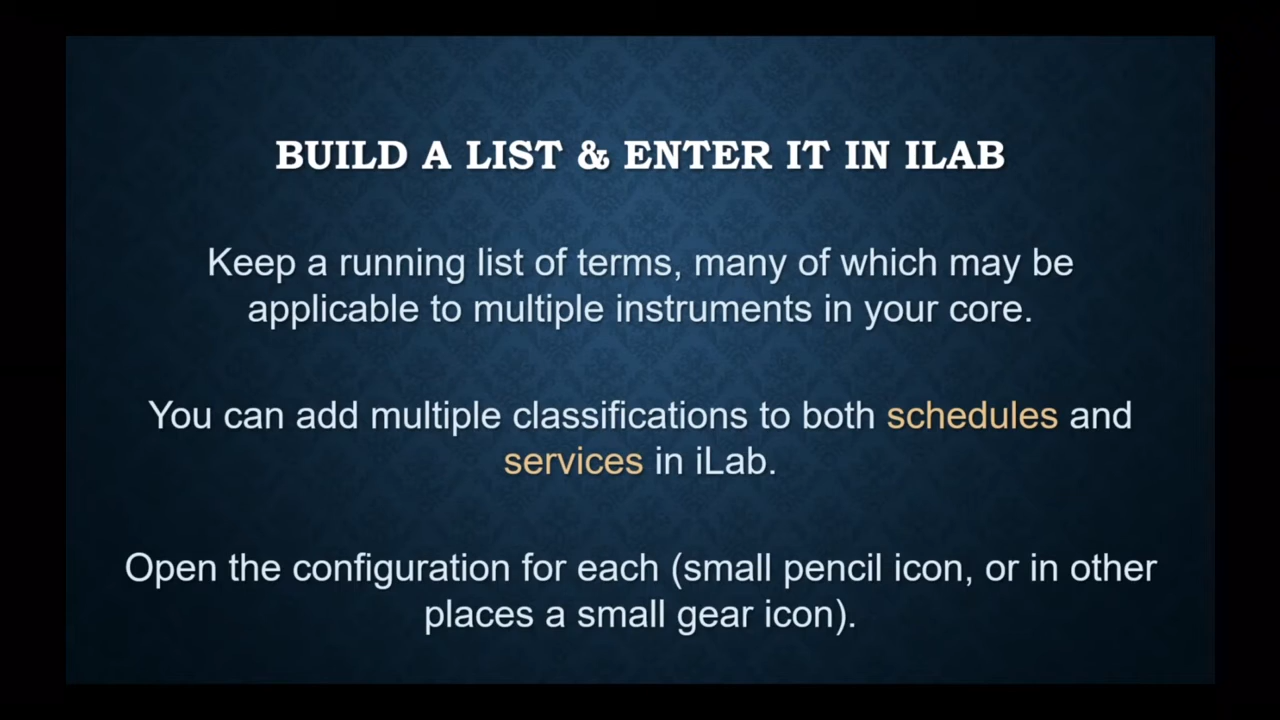 BUILD A LIST & ENTER IT IN ILAB
Keep a running list of terms, many of which may be
applicable to multiple instruments in your core.
You can add multiple classifications to both schedules and
services in iLab.
Open the configuration for each (small pencil icon, or in other
places a small gear icon).